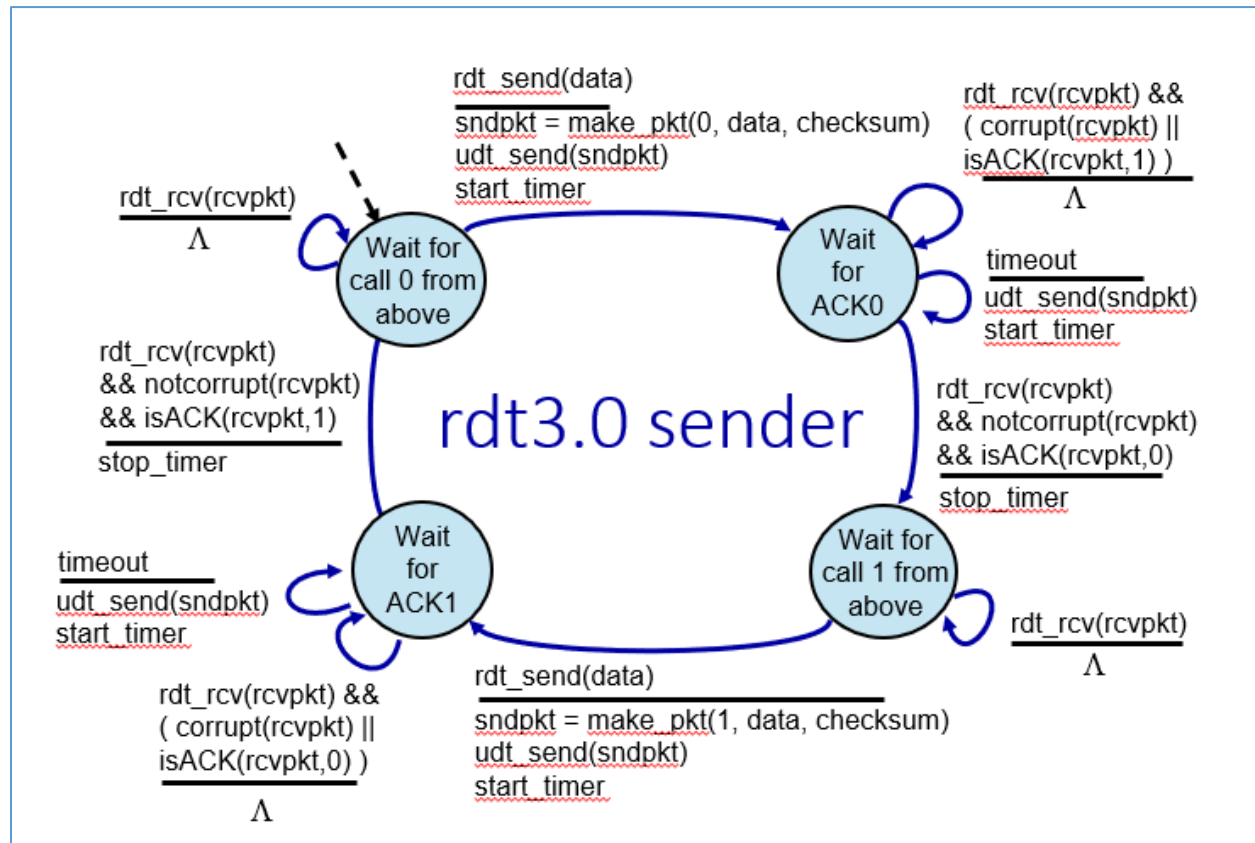 rdt_send(data)
sndpkt = make_pkt(0, data, checksum)
udt_send(sndpkt)
start_timer
rdt_rcv(rcvpkt) &&
( corrupt(rcvpkt) ||
isACK(rcvpkt,1) )
Λ
rdt_rcv(rcvpkt)
Λ
Wait for
call 0 from
above
Wait
for
ACK0
timeout
udt_send(sndpkt)
start_timer
rdt_rcv(rcvpkt)
&& notcorrupt(rcvpkt)
&& isACK(rcvpkt,1)
stop_timer
rdt3.0 sender
rdt_rcv(rcvpkt)
&& notcorrupt(rcvpkt)
&& isACK(rcvpkt,0)
stop_timer
Wait
for
ACK1
Wait for
call 1 from
above
timeout
udt_send(sndpkt)
start_timer
rdt_rcv(rcvpkt)
Λ
rdt_rcv(rcvpkt) &&
( corrupt(rcvpkt) ||
isACK(rcvpkt,0) )
Λ
rdt_send(data)
sndpkt = make_pkt(1, data, checksum)
udt_send(sndpkt)
start_timer